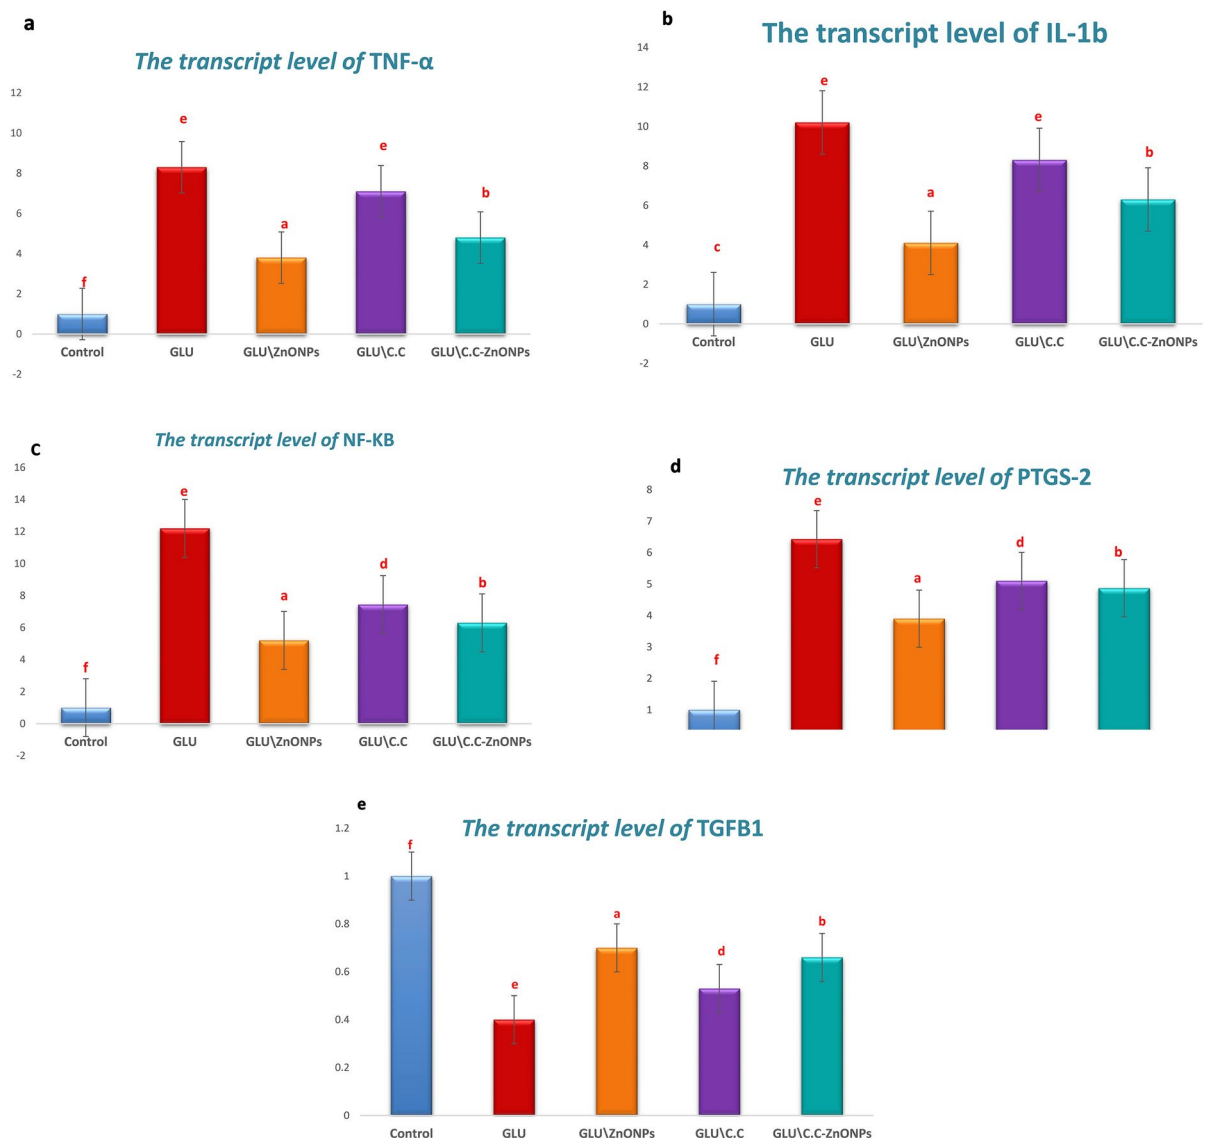 a
The transcript level of TNF-α
12
10
8
6
4
2
0
-2
e
e
b
a
f
Control GLU GLU\ZnONPs GLU\C.C GLU\C.C-ZnONPs
b
The transcript level of IL-1b
14
12
10
8
6
4
2
0
-2
e
e
b
a
c
Control GLU GLU\ZnONPs GLU\C.C GLU\C.C-ZnONPs
c
The transcript level of NF-KB
16
14
12
10
8
6
4
2
0
-2
e
d
b
a
f
Control GLU GLU\ZnONPs GLU\C.C GLU\C.C-ZnONPs
d
The transcript level of PTGS-2
8
7
6
5
4
3
2
1
e
d
b
a
f
e
The transcript level of TGFB1
1.2
1
0.8
0.6
0.4
0.2
0
f
a
b
d
e
Control GLU GLU\ZnONPs GLU\C.C GLU\C.C-ZnONPs